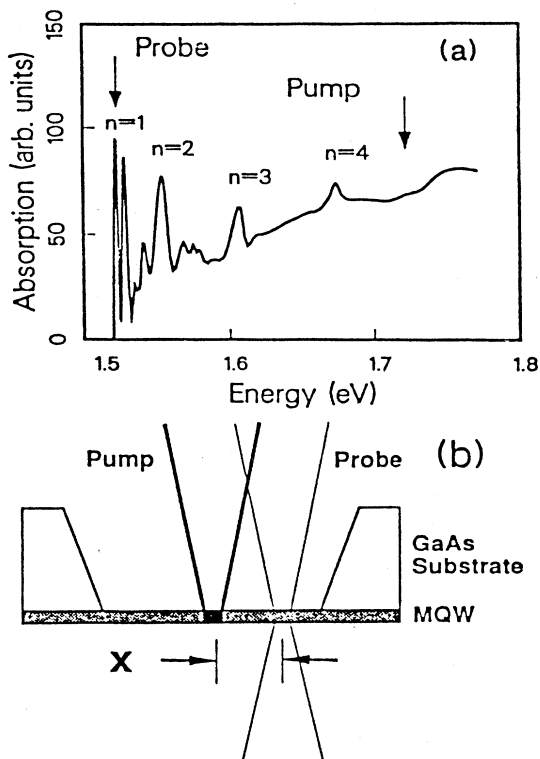 150
Probe
(a)
Pump
n=1
100
n=2
n=3
n=4
Absorption (arb. units)
50
0
1.5
1.6
1.7
1.8
Energy (eV)
Pump
Probe
(b)
GaAs
Substrate
MQW
X